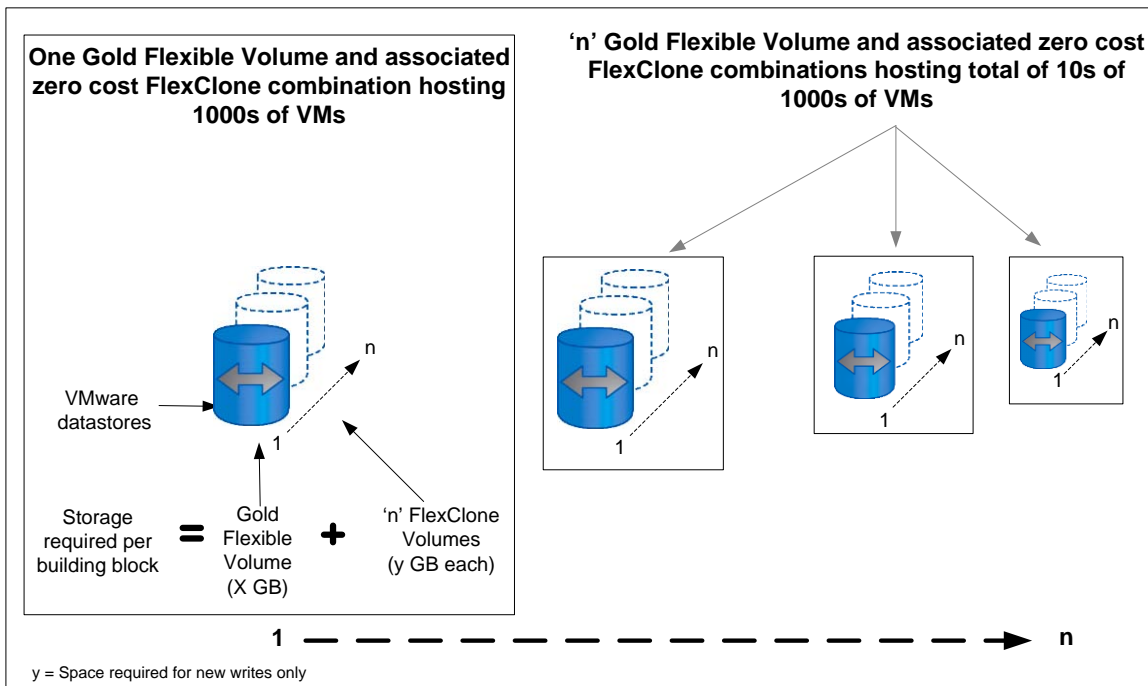 One Gold Flexible Volume and associated
zero cost FlexClone combination hosting
1000s of VMs
‘n’ Gold Flexible Volume and associated zero cost
FlexClone combinations hosting total of 10s of
1000s of VMs
n
VMware
datastores
1
Storage
required per
building block
=
Gold
Flexible
Volume
(X GB)
+
‘n’ FlexClone
Volumes
(y GB each)
n
1
n
1
n
1
1
n
y = Space required for new writes only